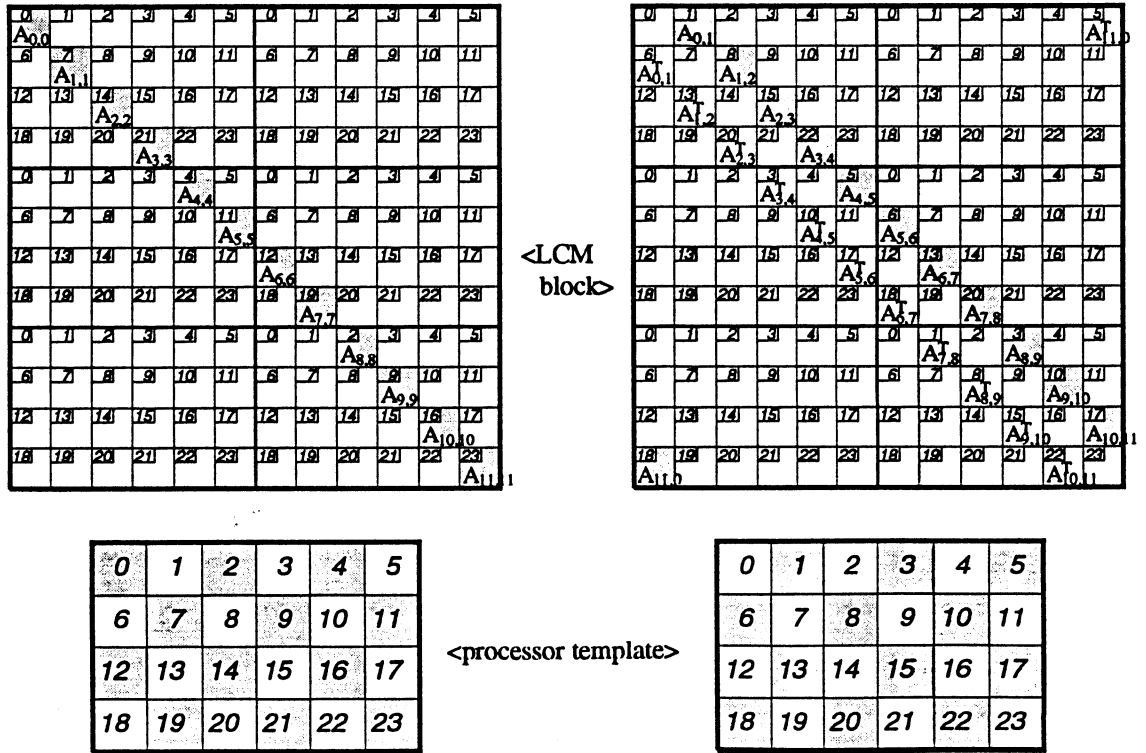 0 1 2 3 4 5 0 1 2 3 4 5
A0,0
6 7 8 9 10 11 6 7 8 9 10 11
A1,1
12 13 14 15 16 17 12 13 14 15 16 17
A2,2
18 19 20 21 22 23 18 19 20 21 22 23
A3,3
0 1 2 3 4 5 0 1 2 3 4 5
A4,4
6 7 8 9 10 11 6 7 8 9 10 11
A5,5
12 13 14 15 16 17 12 13 14 15 16 17
A6,6
18 19 20 21 22 23 18 19 20 21 22 23
A7,7
0 1 2 3 4 5 0 1 2 3 4 5
A8,8
6 7 8 9 10 11 6 7 8 9 10 11
A9,9
12 13 14 15 16 17 12 13 14 15 16 17
A10,10
18 19 20 21 22 23 18 19 20 21 22 23
A11,11
<LCM
block>
0 1 2 3 4 5 0 1 2 3 4 5
A0,1 A^T1,0
6 7 8 9 10 11 6 7 8 9 10 11
A^T0,1 A1,2
12 13 14 15 16 17 12 13 14 15 16 17
A^T1,2 A2,3
18 19 20 21 22 23 18 19 20 21 22 23
A^T2,3 A3,4
0 1 2 3 4 5 0 1 2 3 4 5
A^T3,4 A4,5
6 7 8 9 10 11 6 7 8 9 10 11
A^T4,5 A5,6
12 13 14 15 16 17 12 13 14 15 16 17
A^T5,6 A6,7
18 19 20 21 22 23 18 19 20 21 22 23
A^T6,7 A7,8
0 1 2 3 4 5 0 1 2 3 4 5
A^T7,8 A8,9
6 7 8 9 10 11 6 7 8 9 10 11
A^T8,9 A9,10
12 13 14 15 16 17 12 13 14 15 16 17
A^T9,10 A10,11
18 19 20 21 22 23 18 19 20 21 22 23
A11,0 A^T10,11
0 1 2 3 4 5
6 7 8 9 10 11
12 13 14 15 16 17
18 19 20 21 22 23
<processor template>
0 1 2 3 4 5
6 7 8 9 10 11
12 13 14 15 16 17
18 19 20 21 22 23